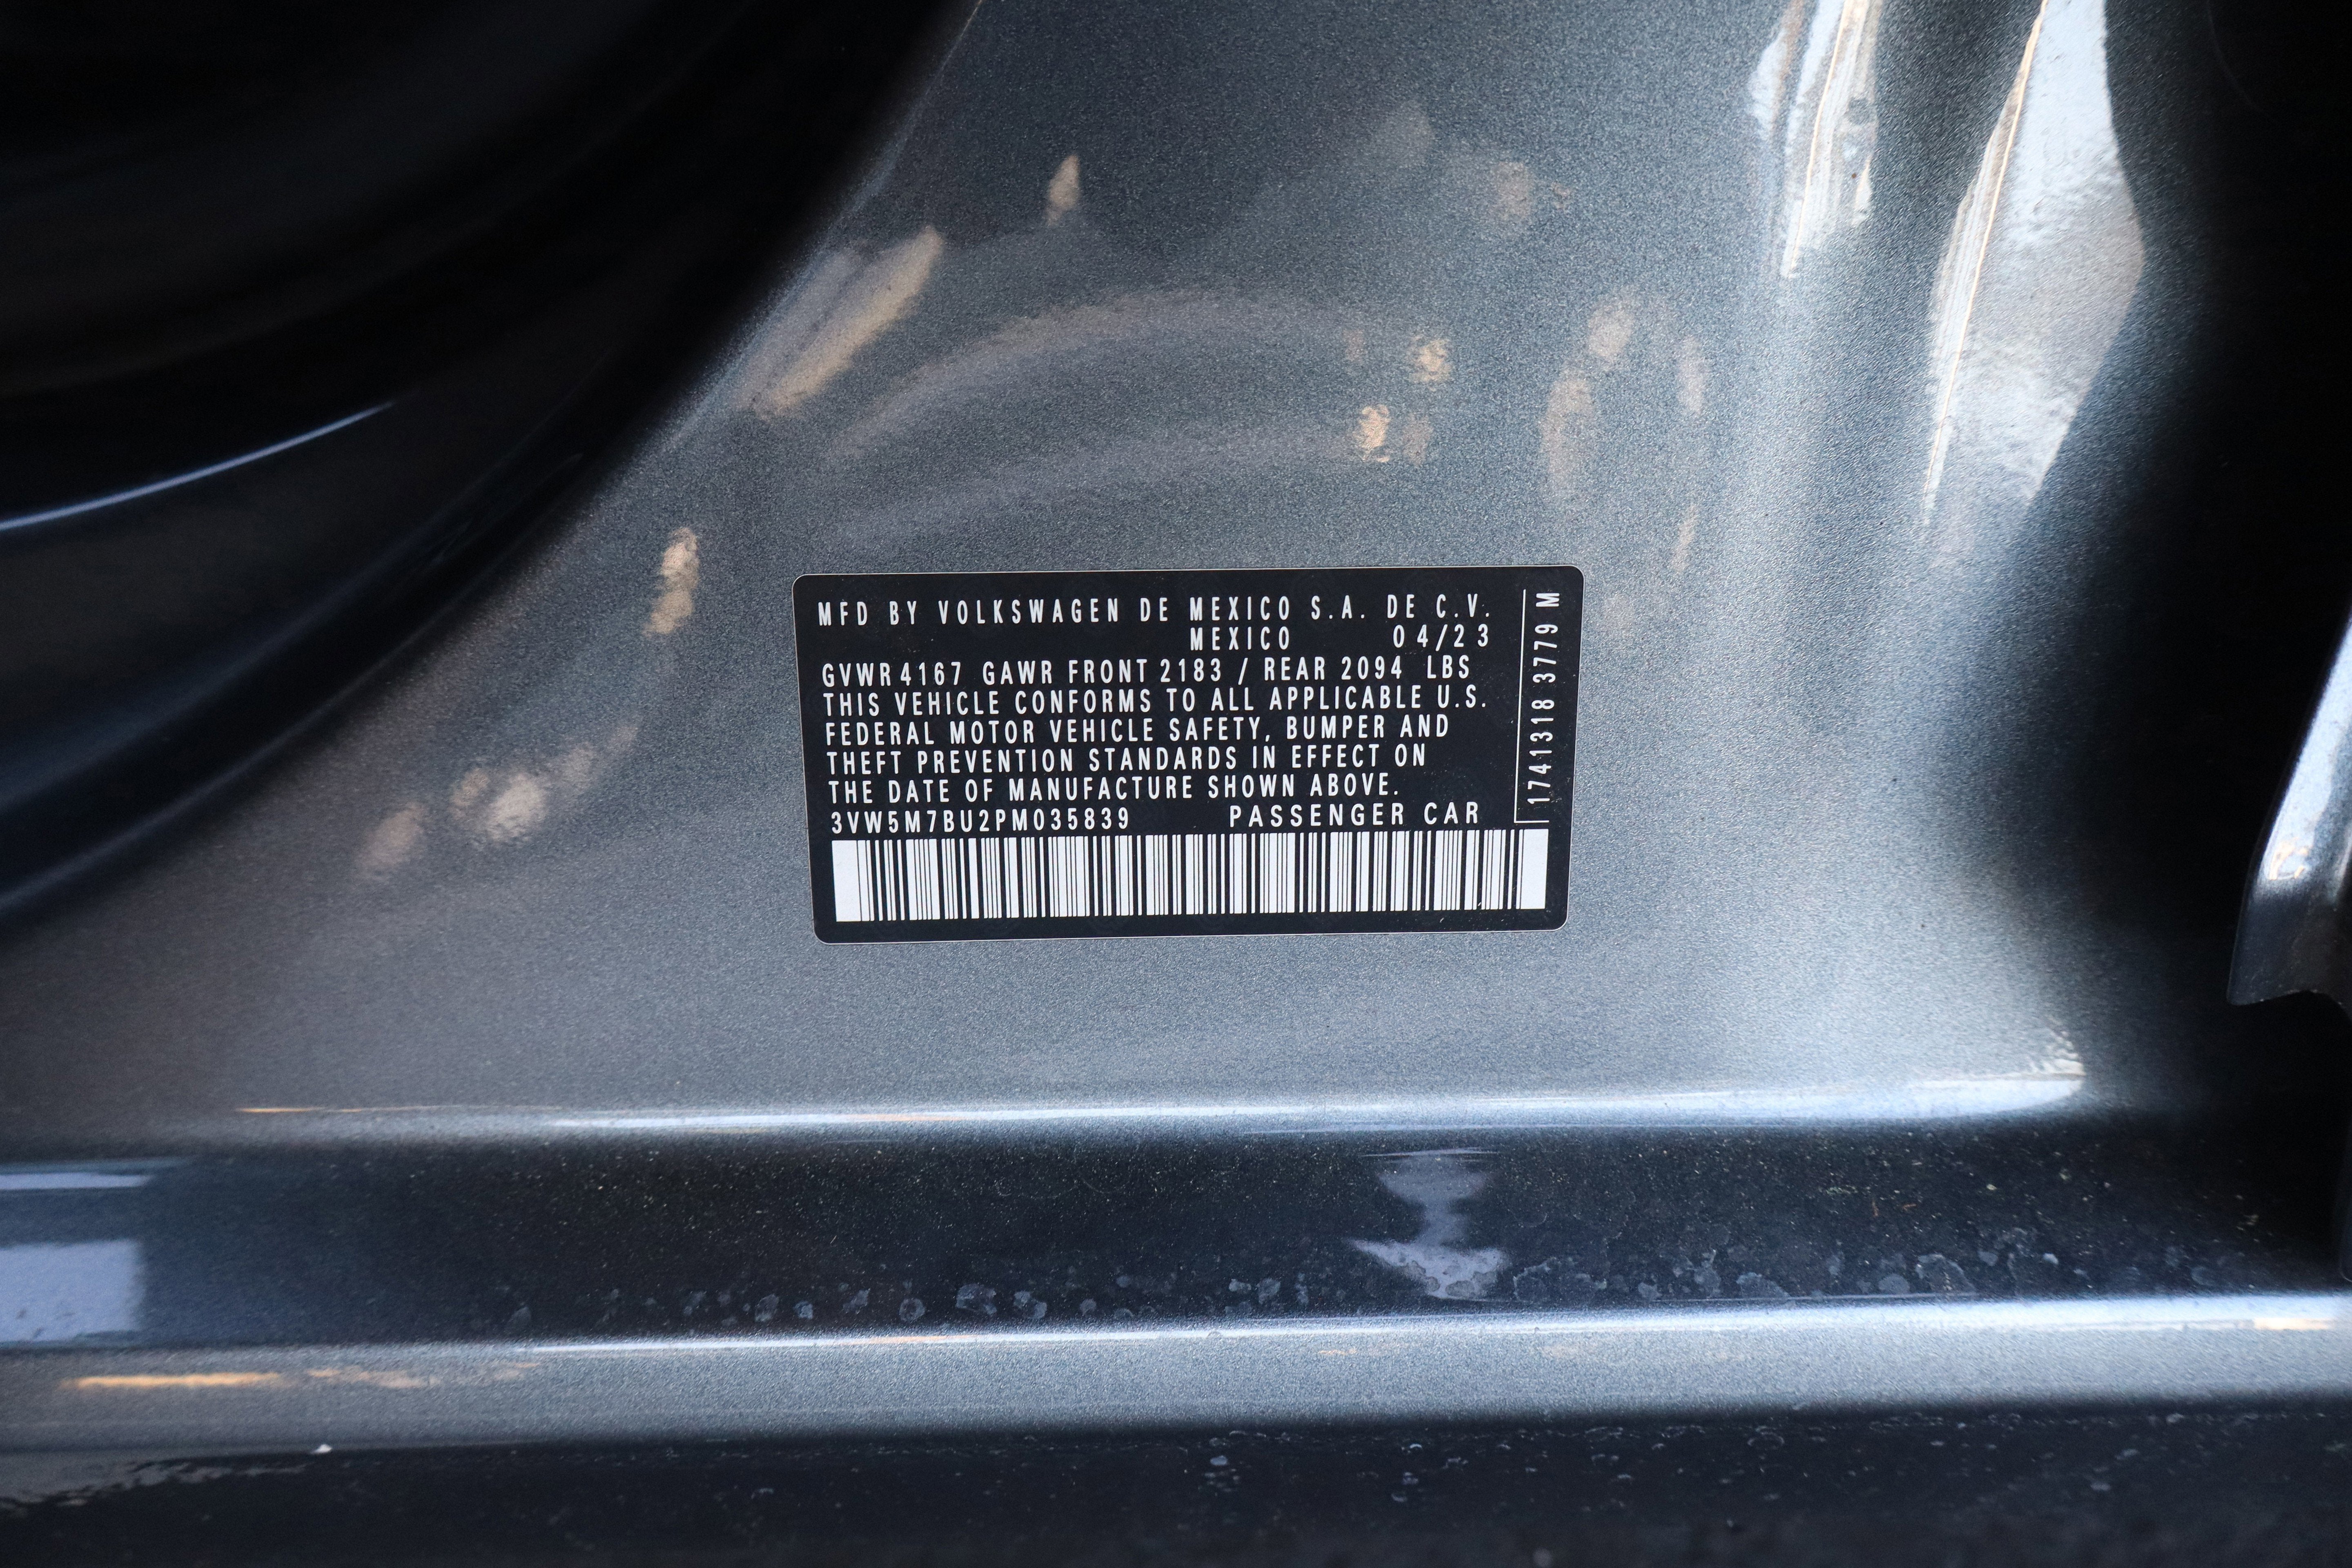 MFD BY VOLKSWAGEN DE MEXICO S.A. DE C.V.
MEXICO 04/23
GVWR 4167 GAWR FRONT 2183 / REAR 2094 LBS
THIS VEHICLE CONFORMS TO ALL APPLICABLE U.S.
FEDERAL MOTOR VEHICLE SAFETY, BUMPER AND
THEFT PREVENTION STANDARDS IN EFFECT ON
THE DATE OF MANUFACTURE SHOWN ABOVE.
3VW5M7BU2PM035839 PASSENGER CAR
1741318 3779 M